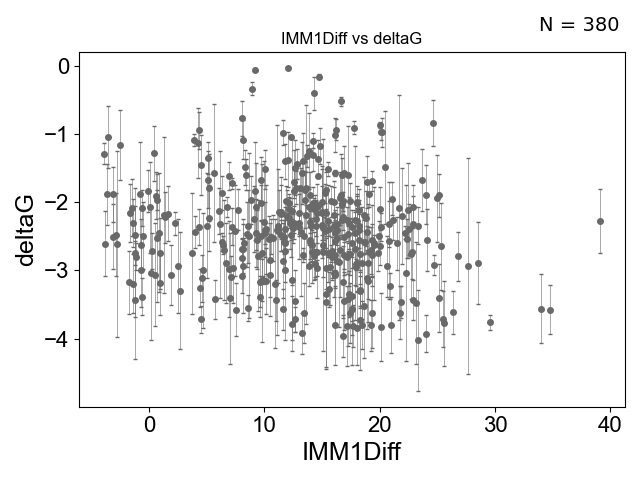 N = 380
IMM1Diff vs deltaG
0
−1
−2
−3
−4
deltaG
0 10 20 30 40
IMM1Diff